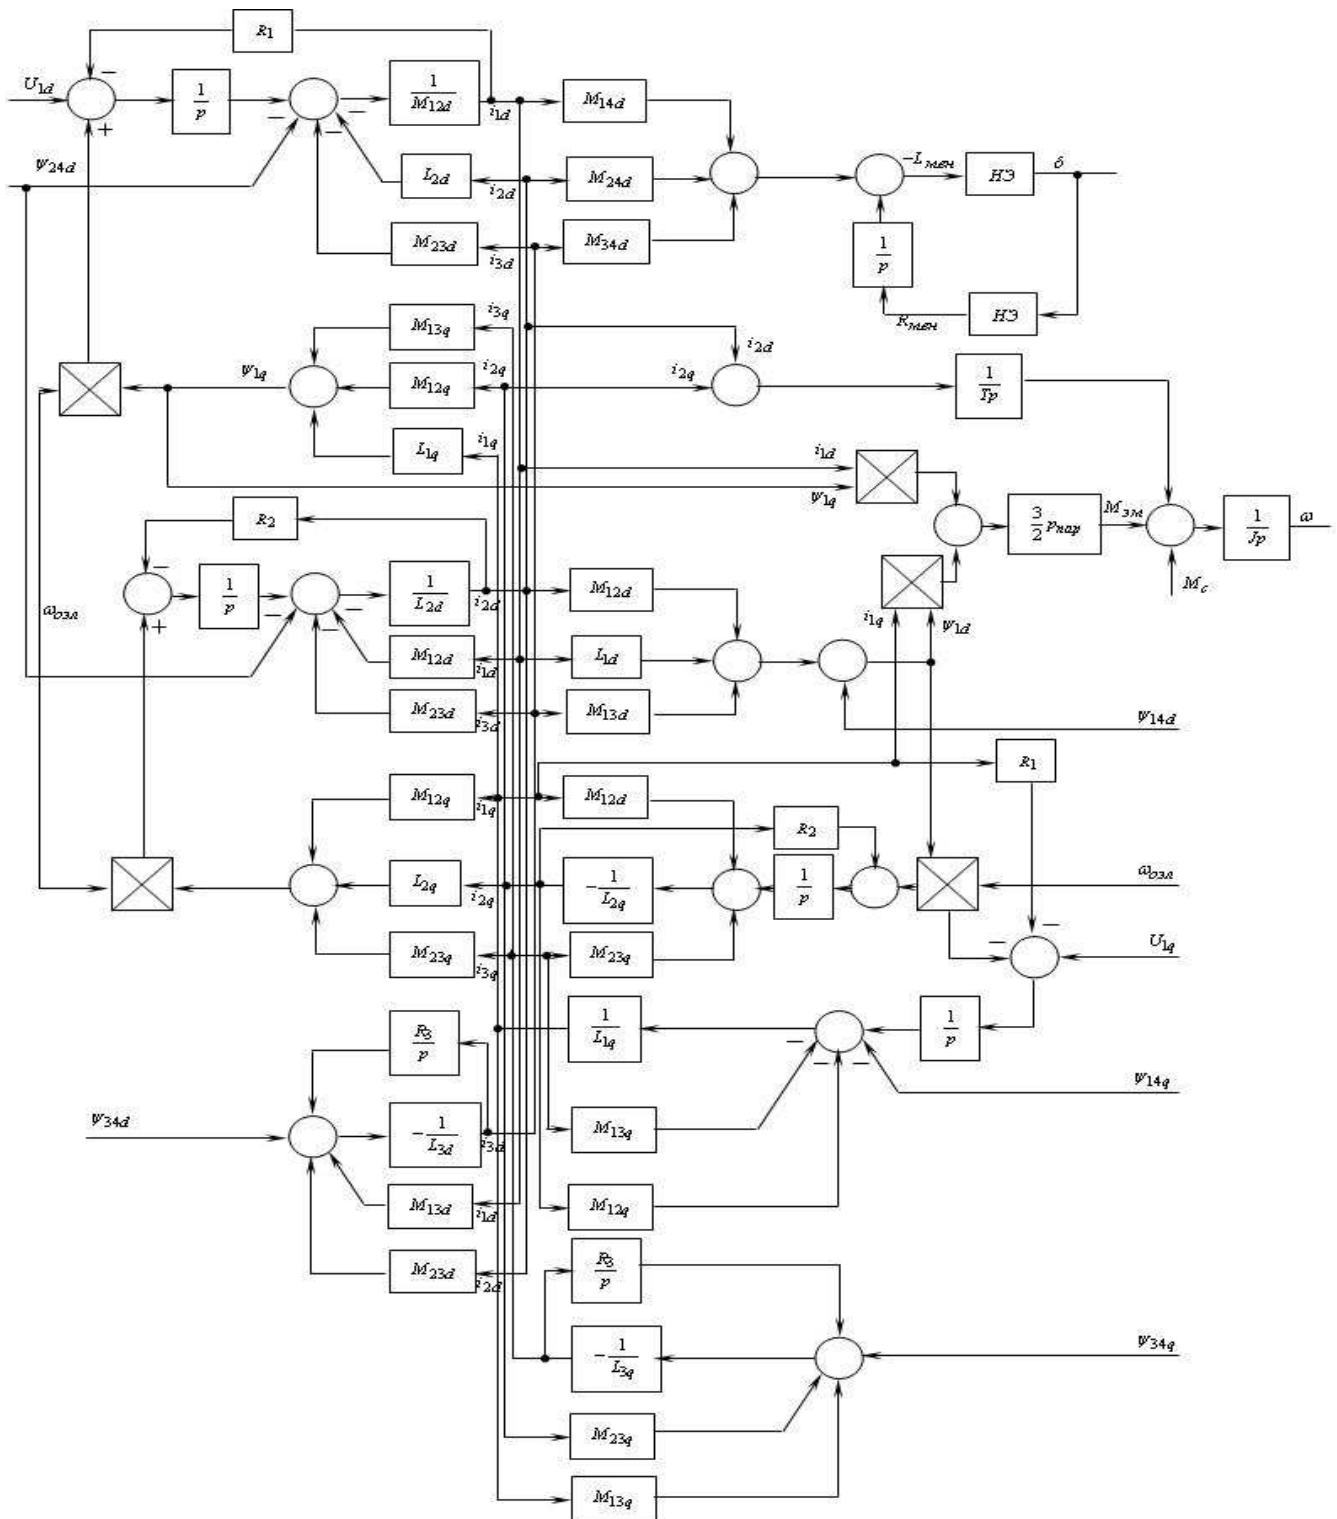 R₁
U₁d
−
1/p
−
−
−
1/M₁₂d
i₁d
M₁₄d
+
ψ₂₄d
L₂d
i₂d
M₂₄d
−Lмен
НЭ
δ
M₂₃d
i₃d
M₃₄d
1/p
Rмен
НЭ
M₁₃q
i₃q
i₂d
ψ₁q
M₁₂q
i₂q
i₂q
1/Tp
L₁q
i₁q
i₁d
ψ₁q
R₂
3/2 pпар
Mэм
1/Jp
ω
Mс
−
1/p
−
−
−
1/L₂d
i₂d
M₁₂d
i₁q
ψ₁d
ωоэл
+
M₁₂d
i₁d
L₁d
M₂₃d
i₃d
M₁₃d
ψ₁₄d
R₁
M₁₂q
i₁q
M₁₂d
R₂
L₂q
i₂q
−1/L₂q
1/p
ωоэл
−
−
M₂₃q
i₃q
M₂₃q
U₁q
R₃/p
1/L₁q
−
−
−
1/p
ψ₁₄q
ψ₃₄d
−1/L₃d
i₃d
M₁₃q
M₁₃d
i₁d
M₁₂q
M₂₃d
i₂d
R₃/p
−1/L₃q
ψ₃₄q
M₂₃q
M₁₃q